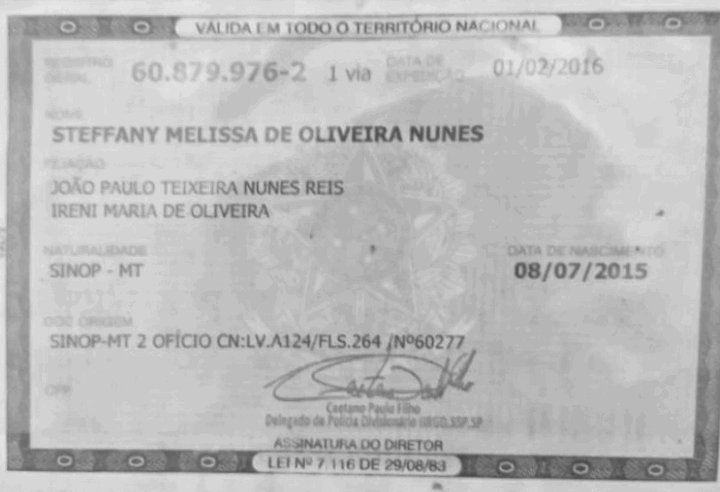 VÁLIDA EM TODO O TERRITÓRIO NACIONAL
REGISTRO GERAL 60.879.976-2 1 via DATA DE EXPEDIÇÃO 01/02/2016
NOME
STEFFANY MELISSA DE OLIVEIRA NUNES
FILIAÇÃO
JOÃO PAULO TEIXEIRA NUNES REIS
IRENI MARIA DE OLIVEIRA
NATURALIDADE DATA DE NASCIMENTO
SINOP - MT 08/07/2015
DOC ORIGEM
SINOP-MT 2 OFÍCIO CN:LV.A124/FLS.264 /Nº60277
CPF
Caetano Paulo Filho
Delegado de Polícia Divisionário IIRGD.SSP.SP
ASSINATURA DO DIRETOR
LEI Nº 7.116 DE 29/08/83